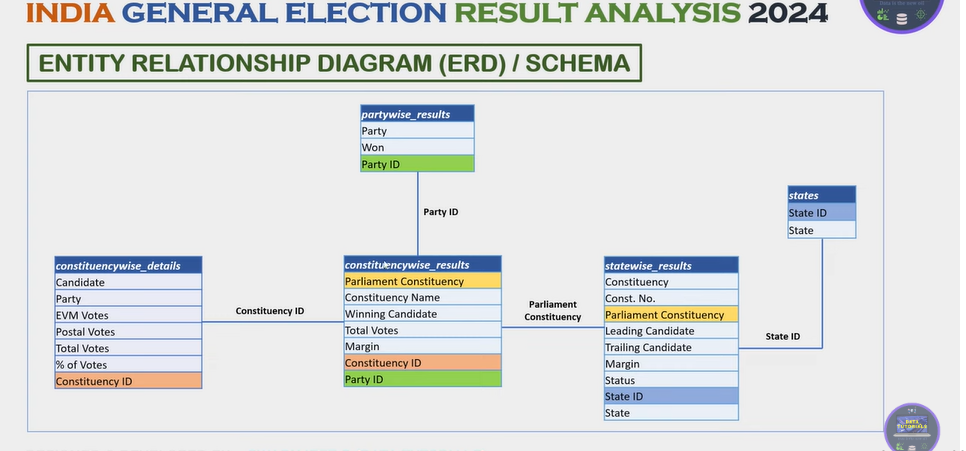 INDIA GENERAL ELECTION RESULT ANALYSIS 2024
ENTITY RELATIONSHIP DIAGRAM (ERD) / SCHEMA
partywise_results
Party
Won
Party ID
Party ID
states
State ID
State
constituencywise_details
Candidate
Party
EVM Votes
Postal Votes
Total Votes
% of Votes
Constituency ID
Constituency ID
constituencywise_results
Parliament Constituency
Constituency Name
Winning Candidate
Total Votes
Margin
Constituency ID
Party ID
Parliament
Constituency
statewise_results
Constituency
Const. No.
Parliament Constituency
Leading Candidate
Trailing Candidate
Margin
Status
State ID
State
State ID
DATA
TUTORIALS